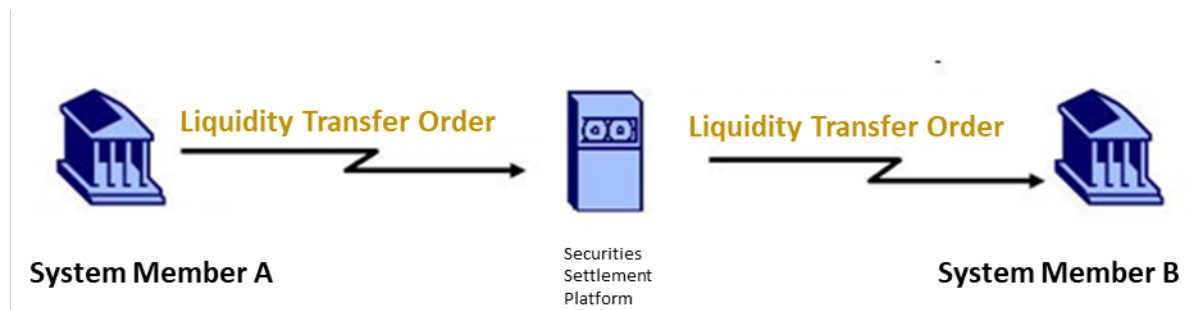 Liquidity Transfer Order
Liquidity Transfer Order
Securities
Settlement
Platform
System Member A
System Member B